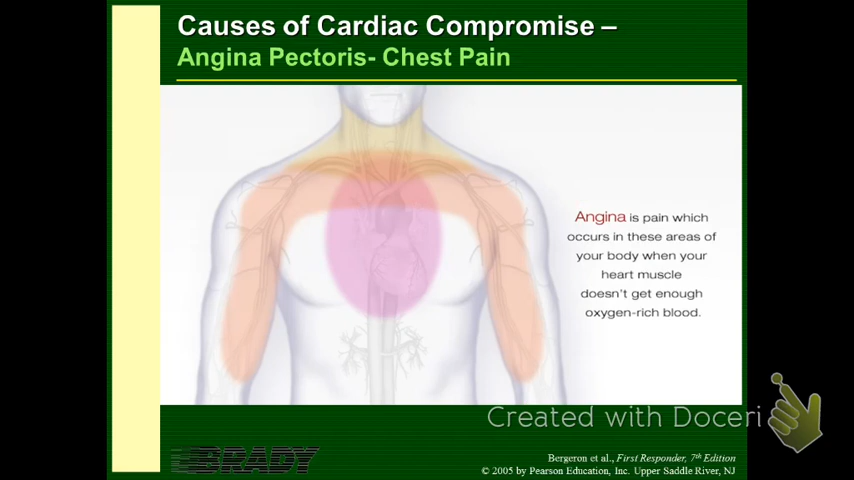 Causes of Cardiac Compromise –
Angina Pectoris- Chest Pain
Angina is pain which
occurs in these areas of
your body when your
heart muscle
doesn't get enough
oxygen-rich blood.
Created with Doceri
BRADY
Bergeron et al., First Responder, 7th Edition
© 2005 by Pearson Education, Inc. Upper Saddle River, NJ